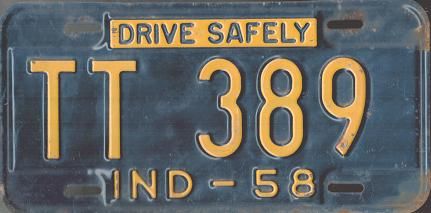 DRIVE SAFELY
TT 389
IND - 58